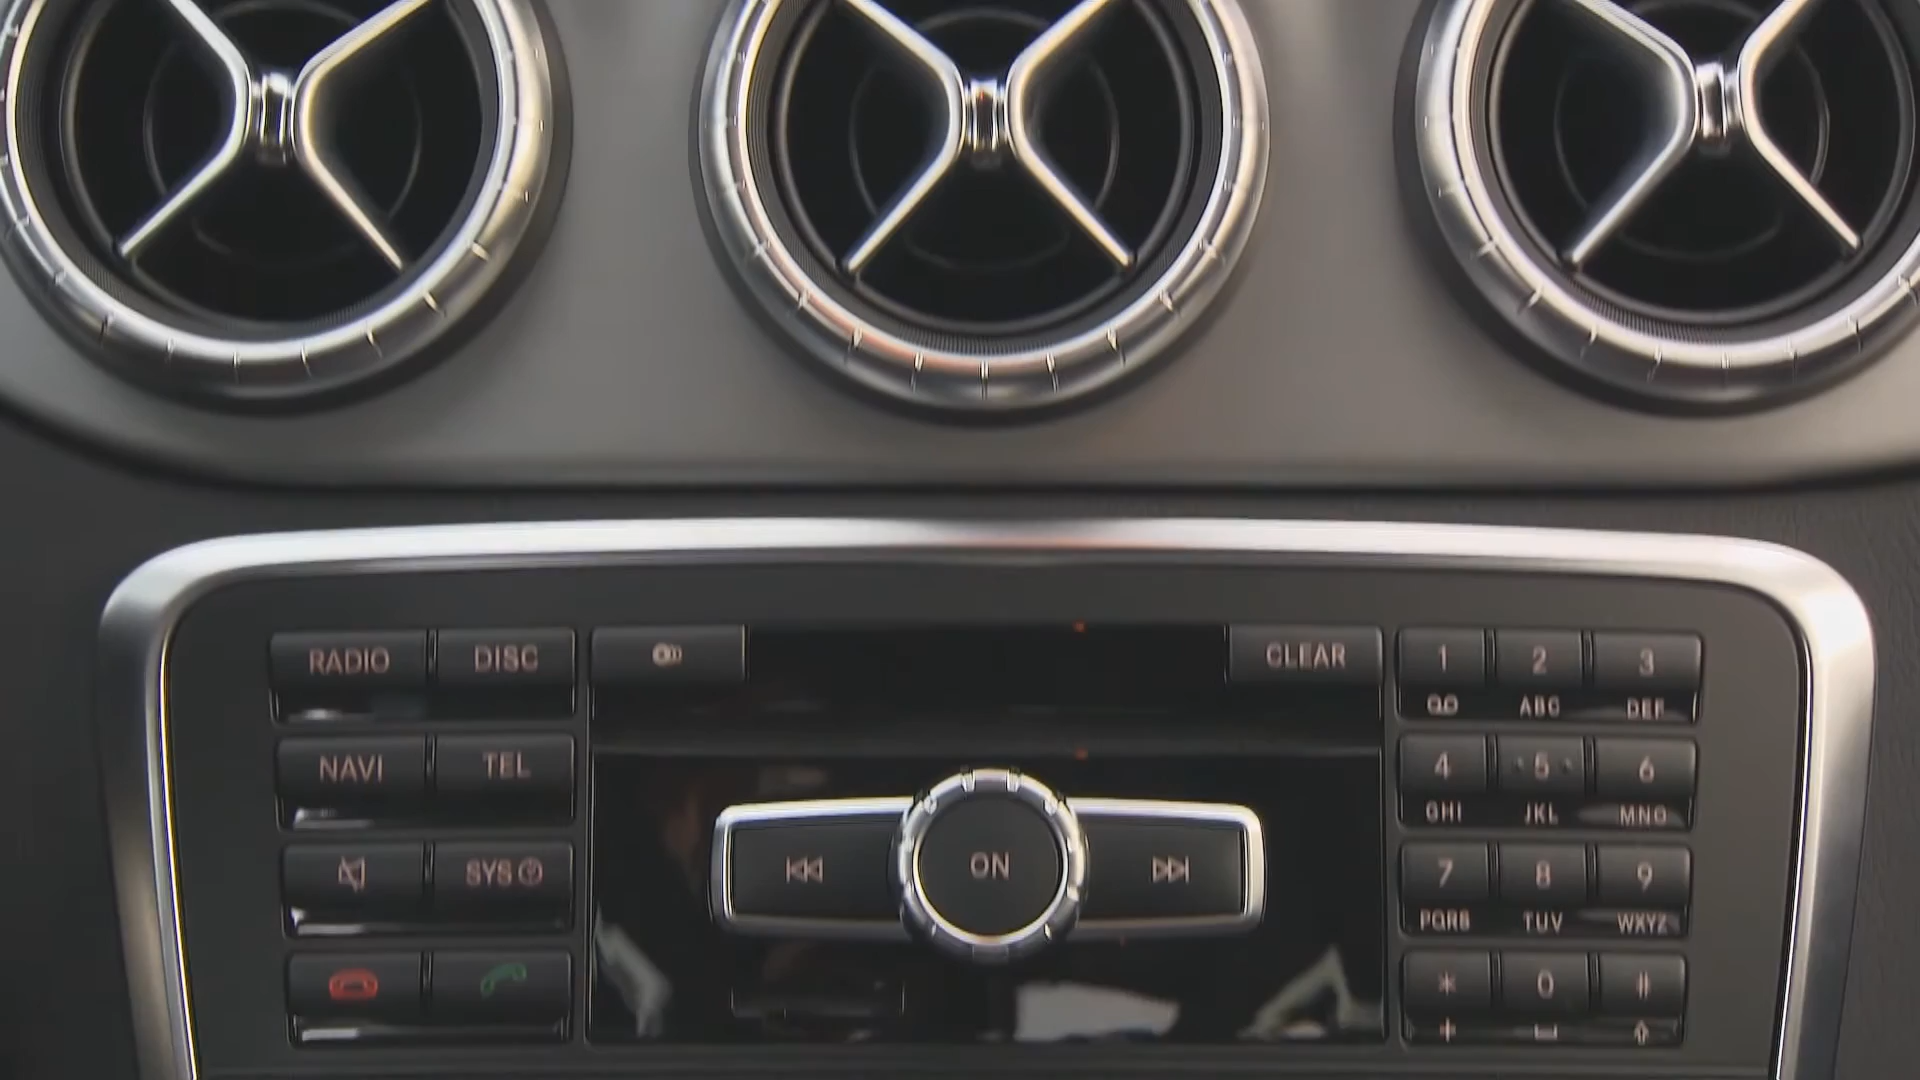 RADIO DISC CLEAR 1 2 3
ABC DEF
NAVI TEL 4 5 6
GHI JKL MNO
SYS ON 7 8 9
PQRS TUV WXYZ
* 0 #
+